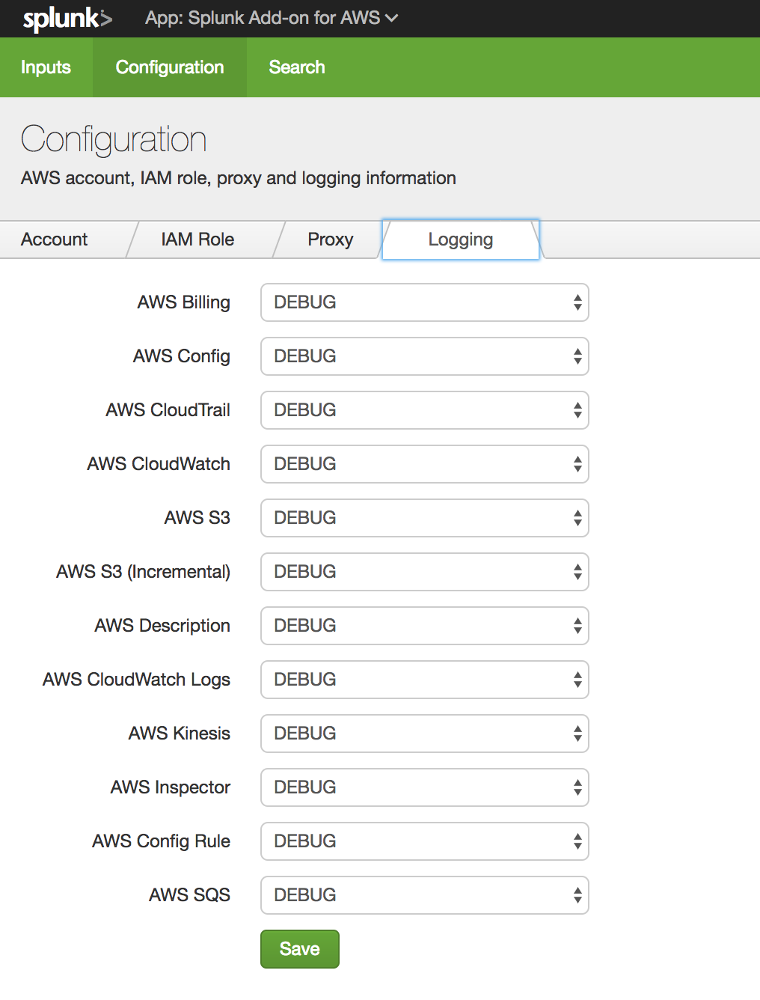 splunk> App: Splunk Add-on for AWS
Inputs Configuration Search
Configuration
AWS account, IAM role, proxy and logging information
Account IAM Role Proxy Logging
AWS Billing DEBUG
AWS Config DEBUG
AWS CloudTrail DEBUG
AWS CloudWatch DEBUG
AWS S3 DEBUG
AWS S3 (Incremental) DEBUG
AWS Description DEBUG
AWS CloudWatch Logs DEBUG
AWS Kinesis DEBUG
AWS Inspector DEBUG
AWS Config Rule DEBUG
AWS SQS DEBUG
Save